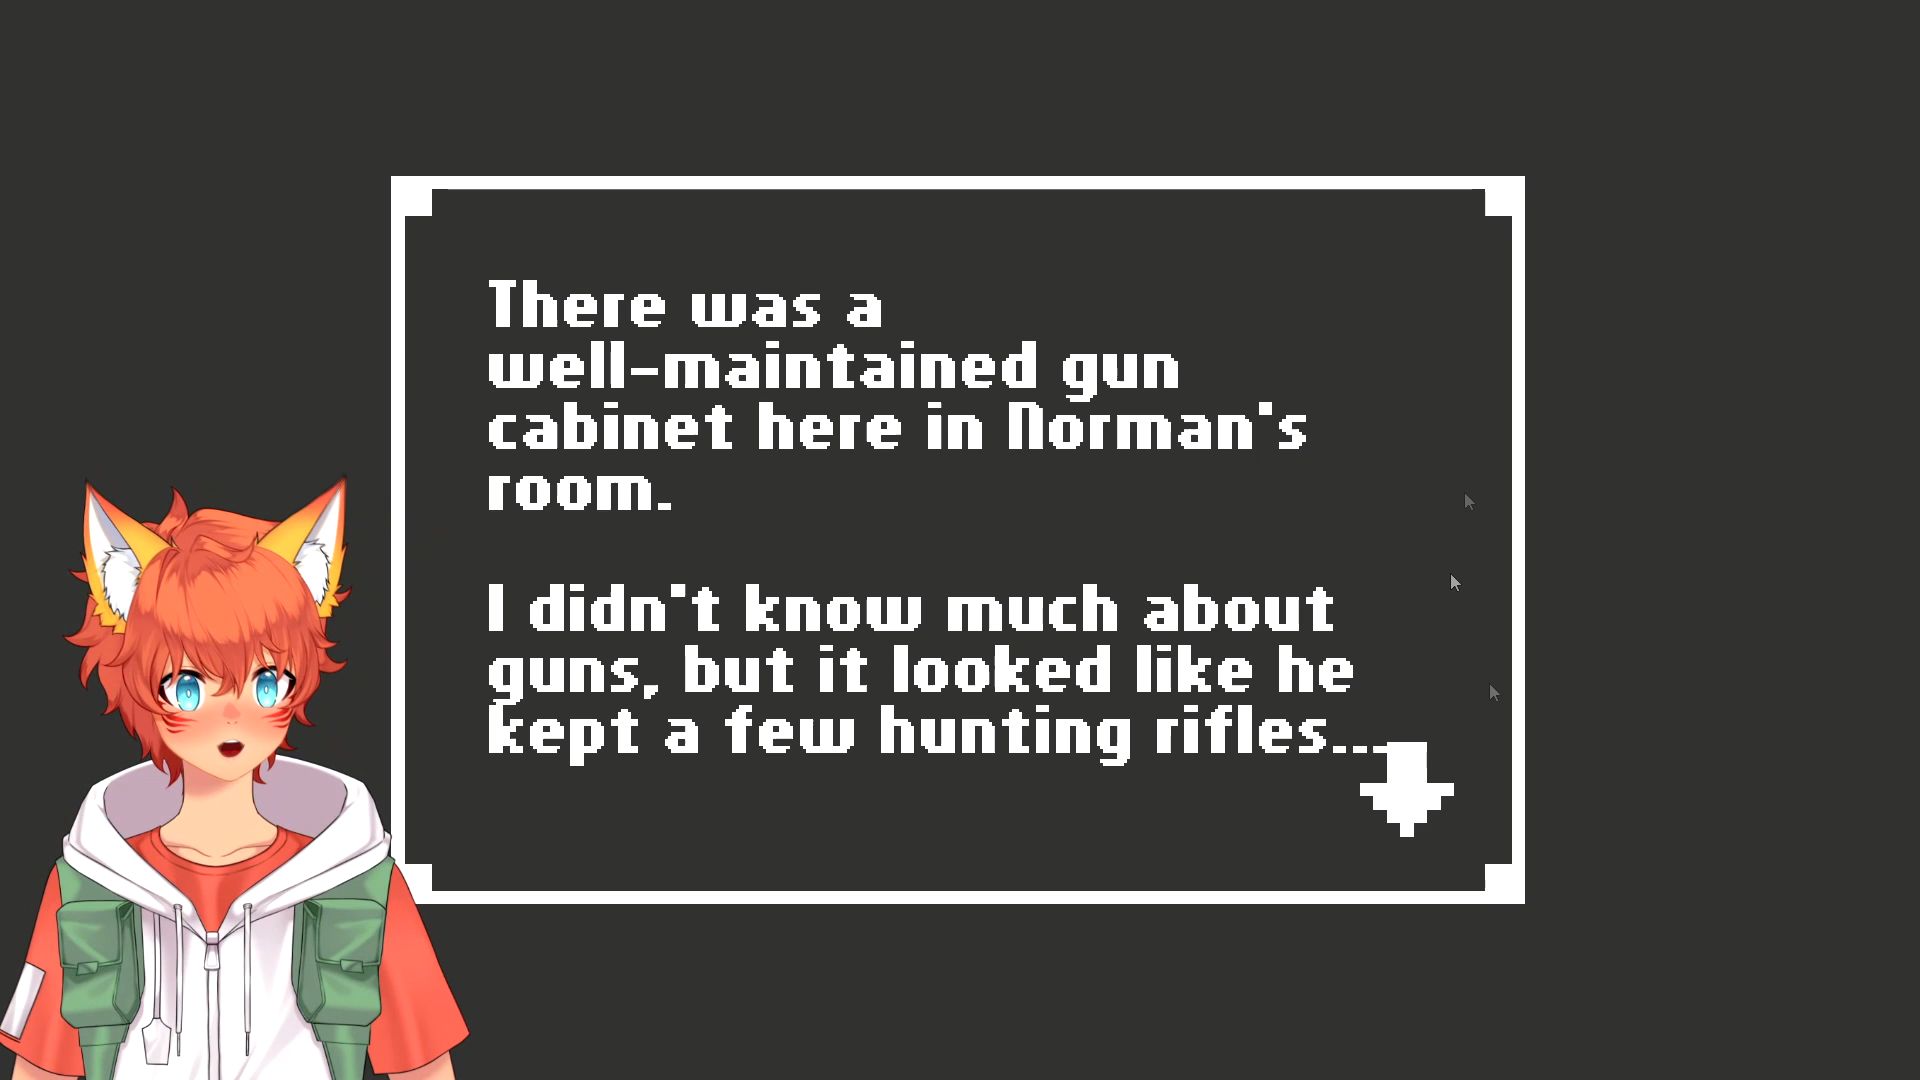 There was a
well-maintained gun
cabinet here in Norman's
room.
I didn't know much about
guns, but it looked like he
kept a few hunting rifles...